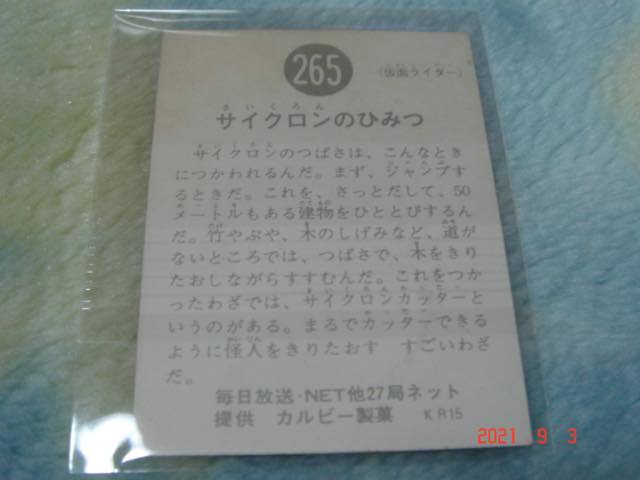 265
(仮面ライダー)
サイクロンのひみつ
サイクロンのつばさは、こんなとき
につかわれるんだ。まず、ジャンプす
るときだ。これを、さっとだして、50
メートルもある建物をひととびするん
だ。竹やぶや、木のしげみなど、道が
ないところでは、つばさで、木をきり
たおしながらすすむんだ。これをつか
ったわざでは、サイクロンカッターと
いうのがある。まるでカッターできる
ように怪人をきりたおす すごいわざ
だ。
毎日放送・NET他27局ネット
提供 カルビー製菓 KR15
2021 9 3